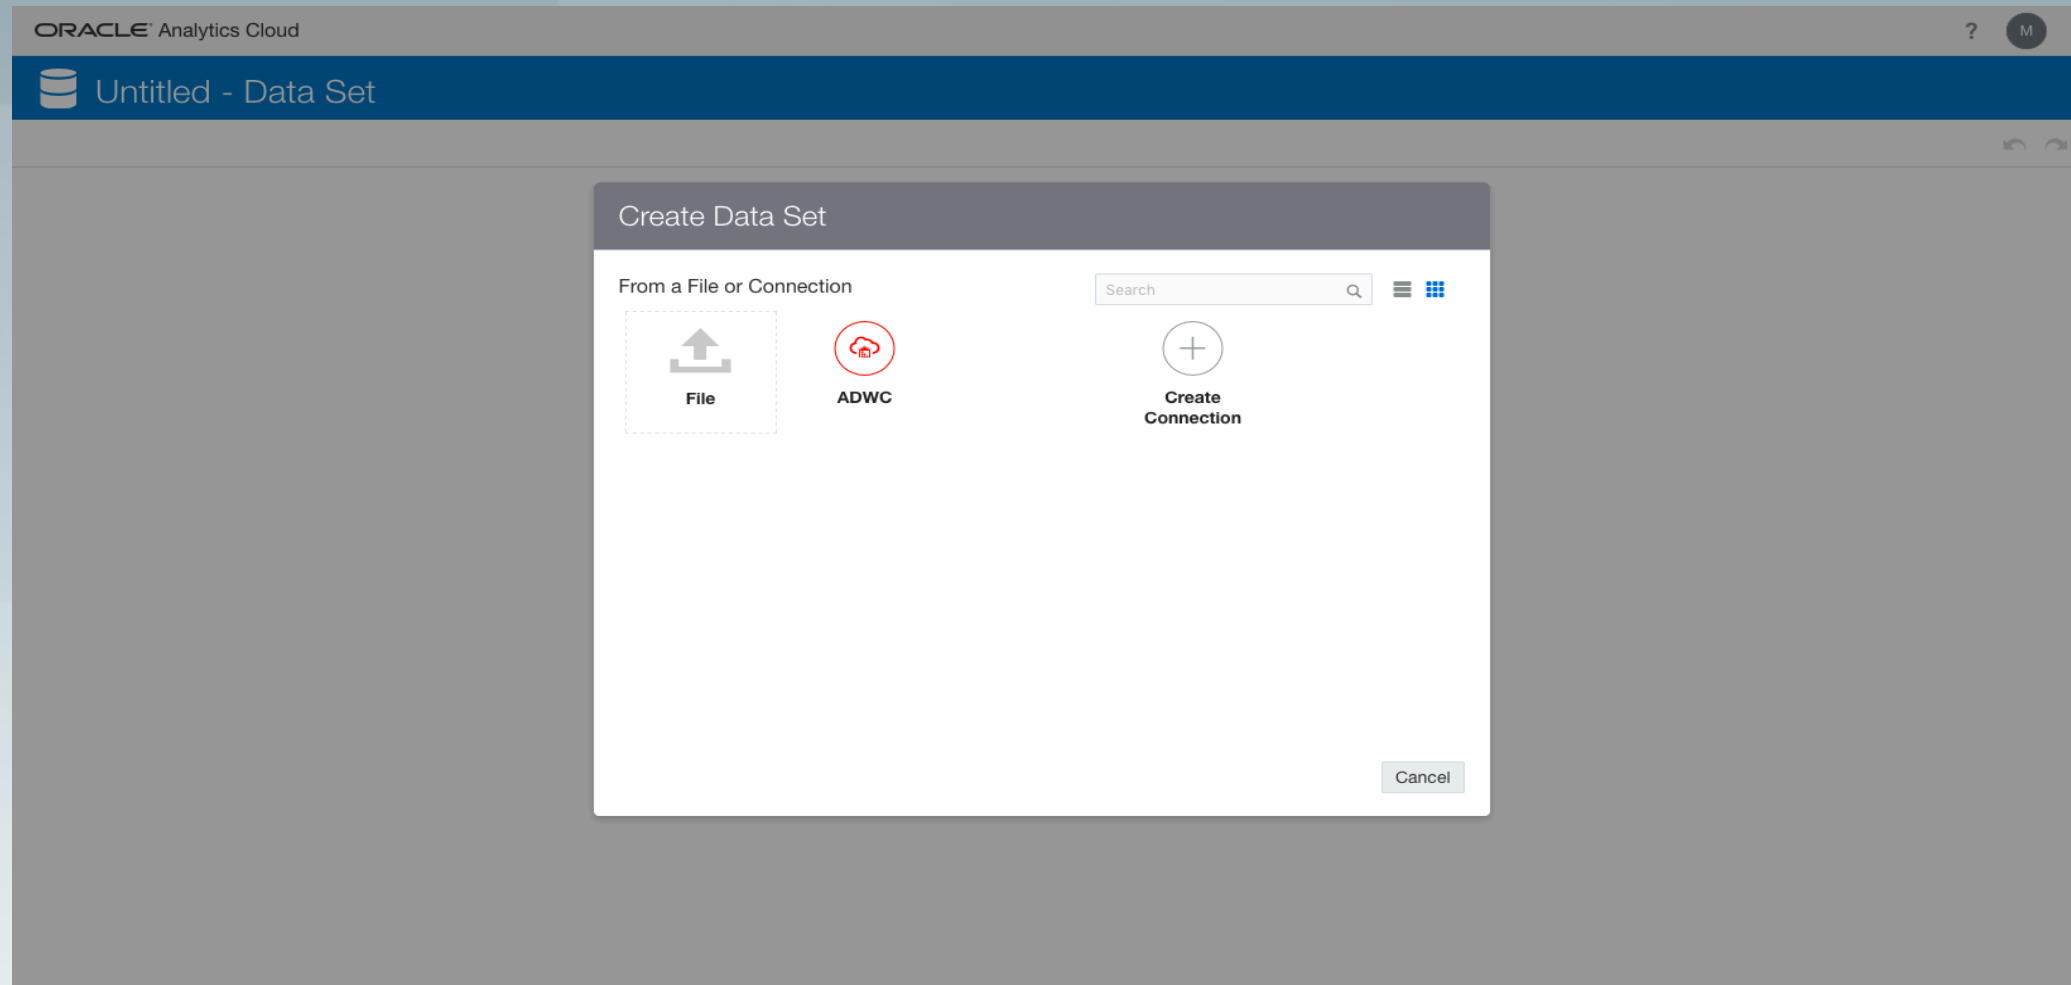 ORACLE Analytics Cloud
? M
Untitled - Data Set
Create Data Set
From a File or Connection
Search
File
ADWC
Create
Connection
Cancel